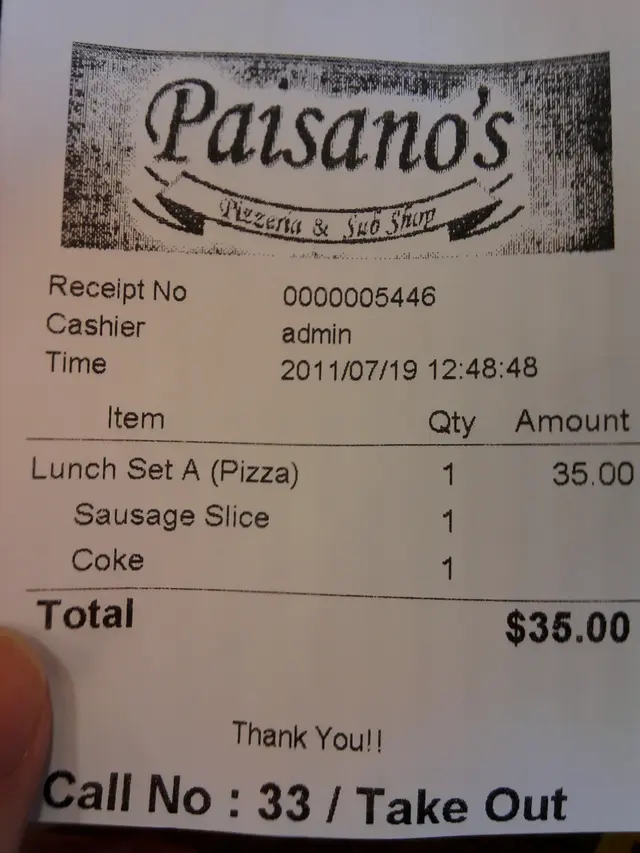 Paisano's
Pizzeria & Sub Shop
Receipt No 0000005446
Cashier admin
Time 2011/07/19 12:48:48
Item Qty Amount
Lunch Set A (Pizza) 1 35.00
Sausage Slice 1
Coke 1
Total $35.00
Thank You!!
Call No : 33 / Take Out